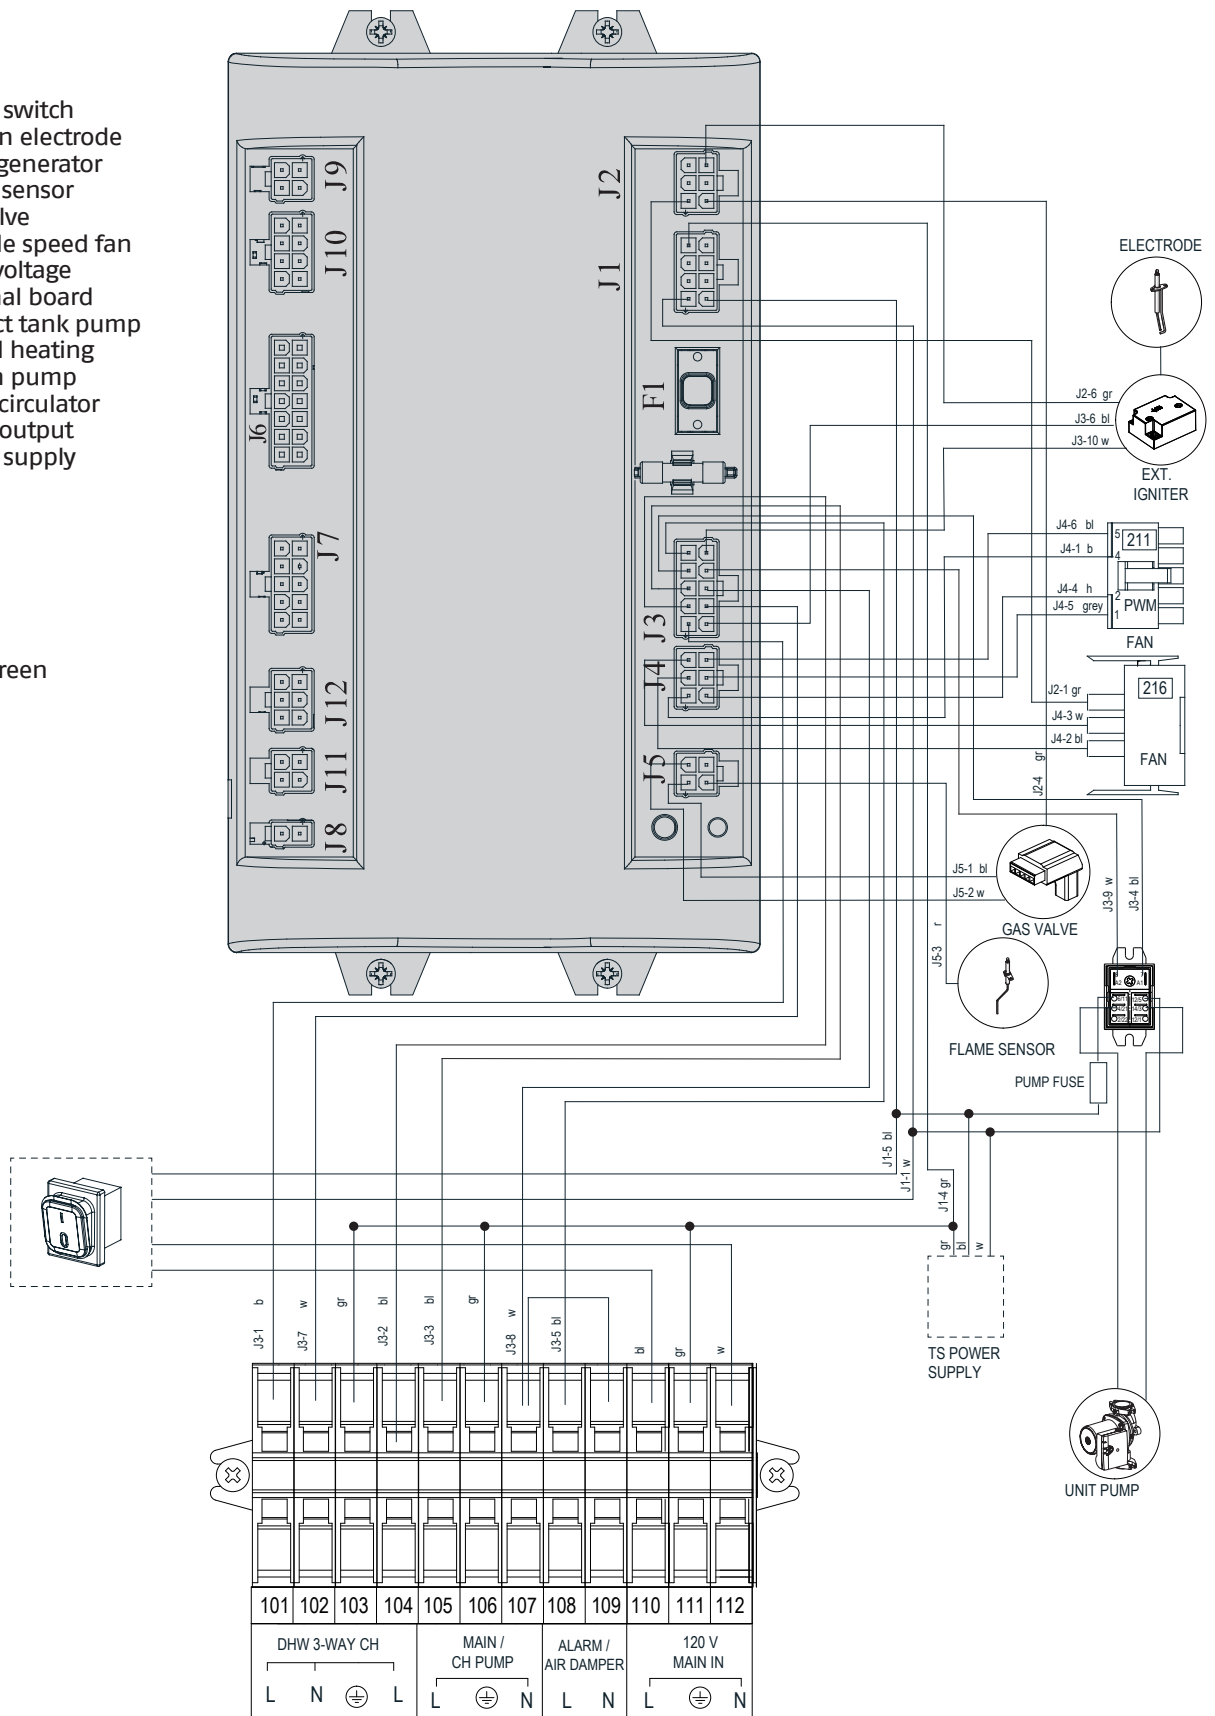 switch
n electrode
generator
sensor
lve
le speed fan
voltage
nal board
ct tank pump
l heating
n pump
circulator
output
supply
reen
J9
J10
J6
J7
J12
J11
J8
J2
J1
F1
J3
J4
J5
ELECTRODE
J2-6 gr
J3-6 bl
J3-10 w
EXT.
IGNITER
J4-6 bl
J4-1 b
J4-4 h
J4-5 grey
5
4
2
1
211
PWM
FAN
J2-1 gr
J4-3 w
J4-2 bl
216
FAN
J2-4 gr
J5-1 bl
J5-2 w
GAS VALVE
J5-3 r
FLAME SENSOR
J3-9 w
J3-4 bl
A2
A1
PUMP FUSE
J1-5 bl
J1-1 w
J1-4 gr
gr
bl
w
TS POWER
SUPPLY
UNIT PUMP
J3-1 b
J3-7 w
gr
J3-2 bl
J3-3 bl
gr
J3-8 w
J3-5 bl
bl
gr
w
101 102 103 104 105 106 107 108 109 110 111 112
DHW 3-WAY CH
L N L
MAIN /
CH PUMP
L N
ALARM /
AIR DAMPER
L N
120 V
MAIN IN
L N